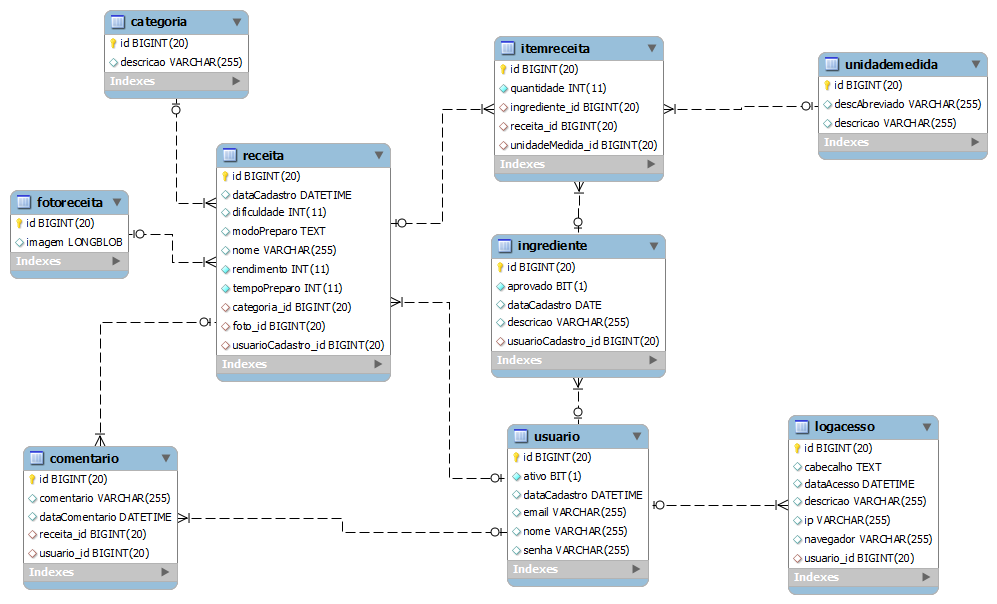 categoria
id BIGINT(20)
descricao VARCHAR(255)
Indexes
itemreceita
id BIGINT(20)
quantidade INT(11)
ingrediente_id BIGINT(20)
receita_id BIGINT(20)
unidadeMedida_id BIGINT(20)
Indexes
unidademedida
id BIGINT(20)
descAbreviado VARCHAR(255)
descricao VARCHAR(255)
Indexes
receita
id BIGINT(20)
dataCadastro DATETIME
dificuldade INT(11)
modoPreparo TEXT
nome VARCHAR(255)
rendimento INT(11)
tempoPreparo INT(11)
categoria_id BIGINT(20)
foto_id BIGINT(20)
usuarioCadastro_id BIGINT(20)
Indexes
fotoreceita
id BIGINT(20)
imagem LONGBLOB
Indexes
ingrediente
id BIGINT(20)
aprovado BIT(1)
dataCadastro DATE
descricao VARCHAR(255)
usuarioCadastro_id BIGINT(20)
Indexes
comentario
id BIGINT(20)
comentario VARCHAR(255)
dataComentario DATETIME
receita_id BIGINT(20)
usuario_id BIGINT(20)
Indexes
usuario
id BIGINT(20)
ativo BIT(1)
dataCadastro DATETIME
email VARCHAR(255)
nome VARCHAR(255)
senha VARCHAR(255)
Indexes
logacesso
id BIGINT(20)
cabecalho TEXT
dataAcesso DATETIME
descricao VARCHAR(255)
ip VARCHAR(255)
navegador VARCHAR(255)
usuario_id BIGINT(20)
Indexes